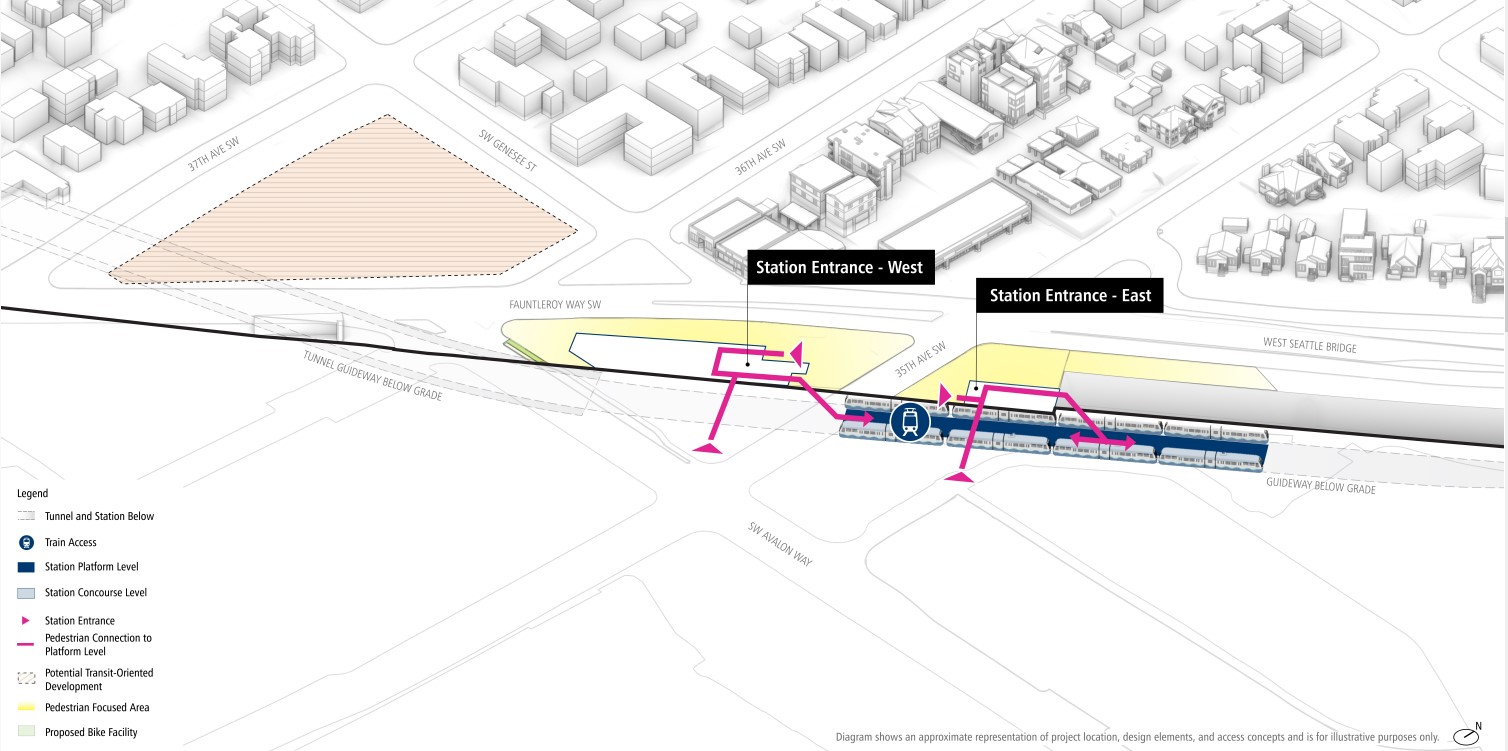 37TH AVE SW
SW GENESEE ST
36TH AVE SW
Station Entrance - West
Station Entrance - East
FAUNTLEROY WAY SW
35TH AVE SW
WEST SEATTLE BRIDGE
TUNNEL GUIDEWAY BELOW GRADE
GUIDEWAY BELOW GRADE
SW AVALON WAY
Legend
Tunnel and Station Below
Train Access
Station Platform Level
Station Concourse Level
Station Entrance
Pedestrian Connection to
Platform Level
Potential Transit-Oriented
Development
Pedestrian Focused Area
Proposed Bike Facility
Diagram shows an approximate representation of project location, design elements, and access concepts and is for illustrative purposes only.
N